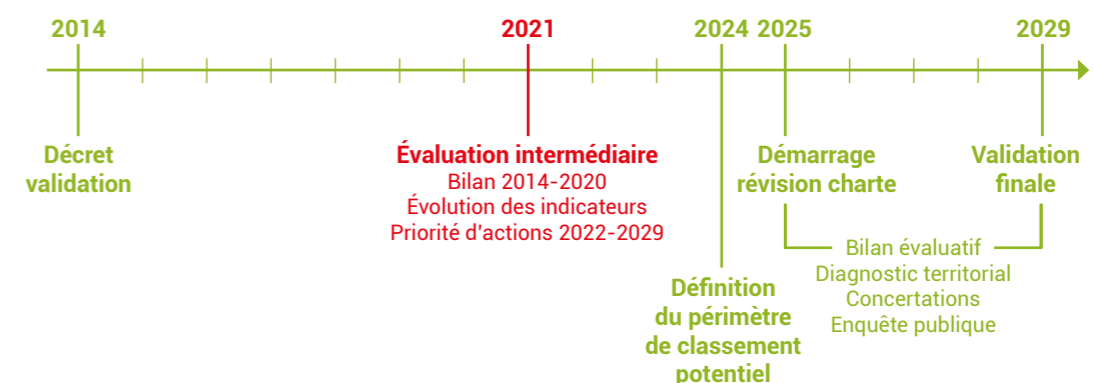 2014
2021
2024
2025
2029
Décret
validation
Évaluation intermédiaire
Bilan 2014-2020
Évolution des indicateurs
Priorité d'actions 2022-2029
Définition
du périmètre
de classement
potentiel
Démarrage
révision charte
Validation
finale
Bilan évaluatif
Diagnostic territorial
Concertations
Enquête publique